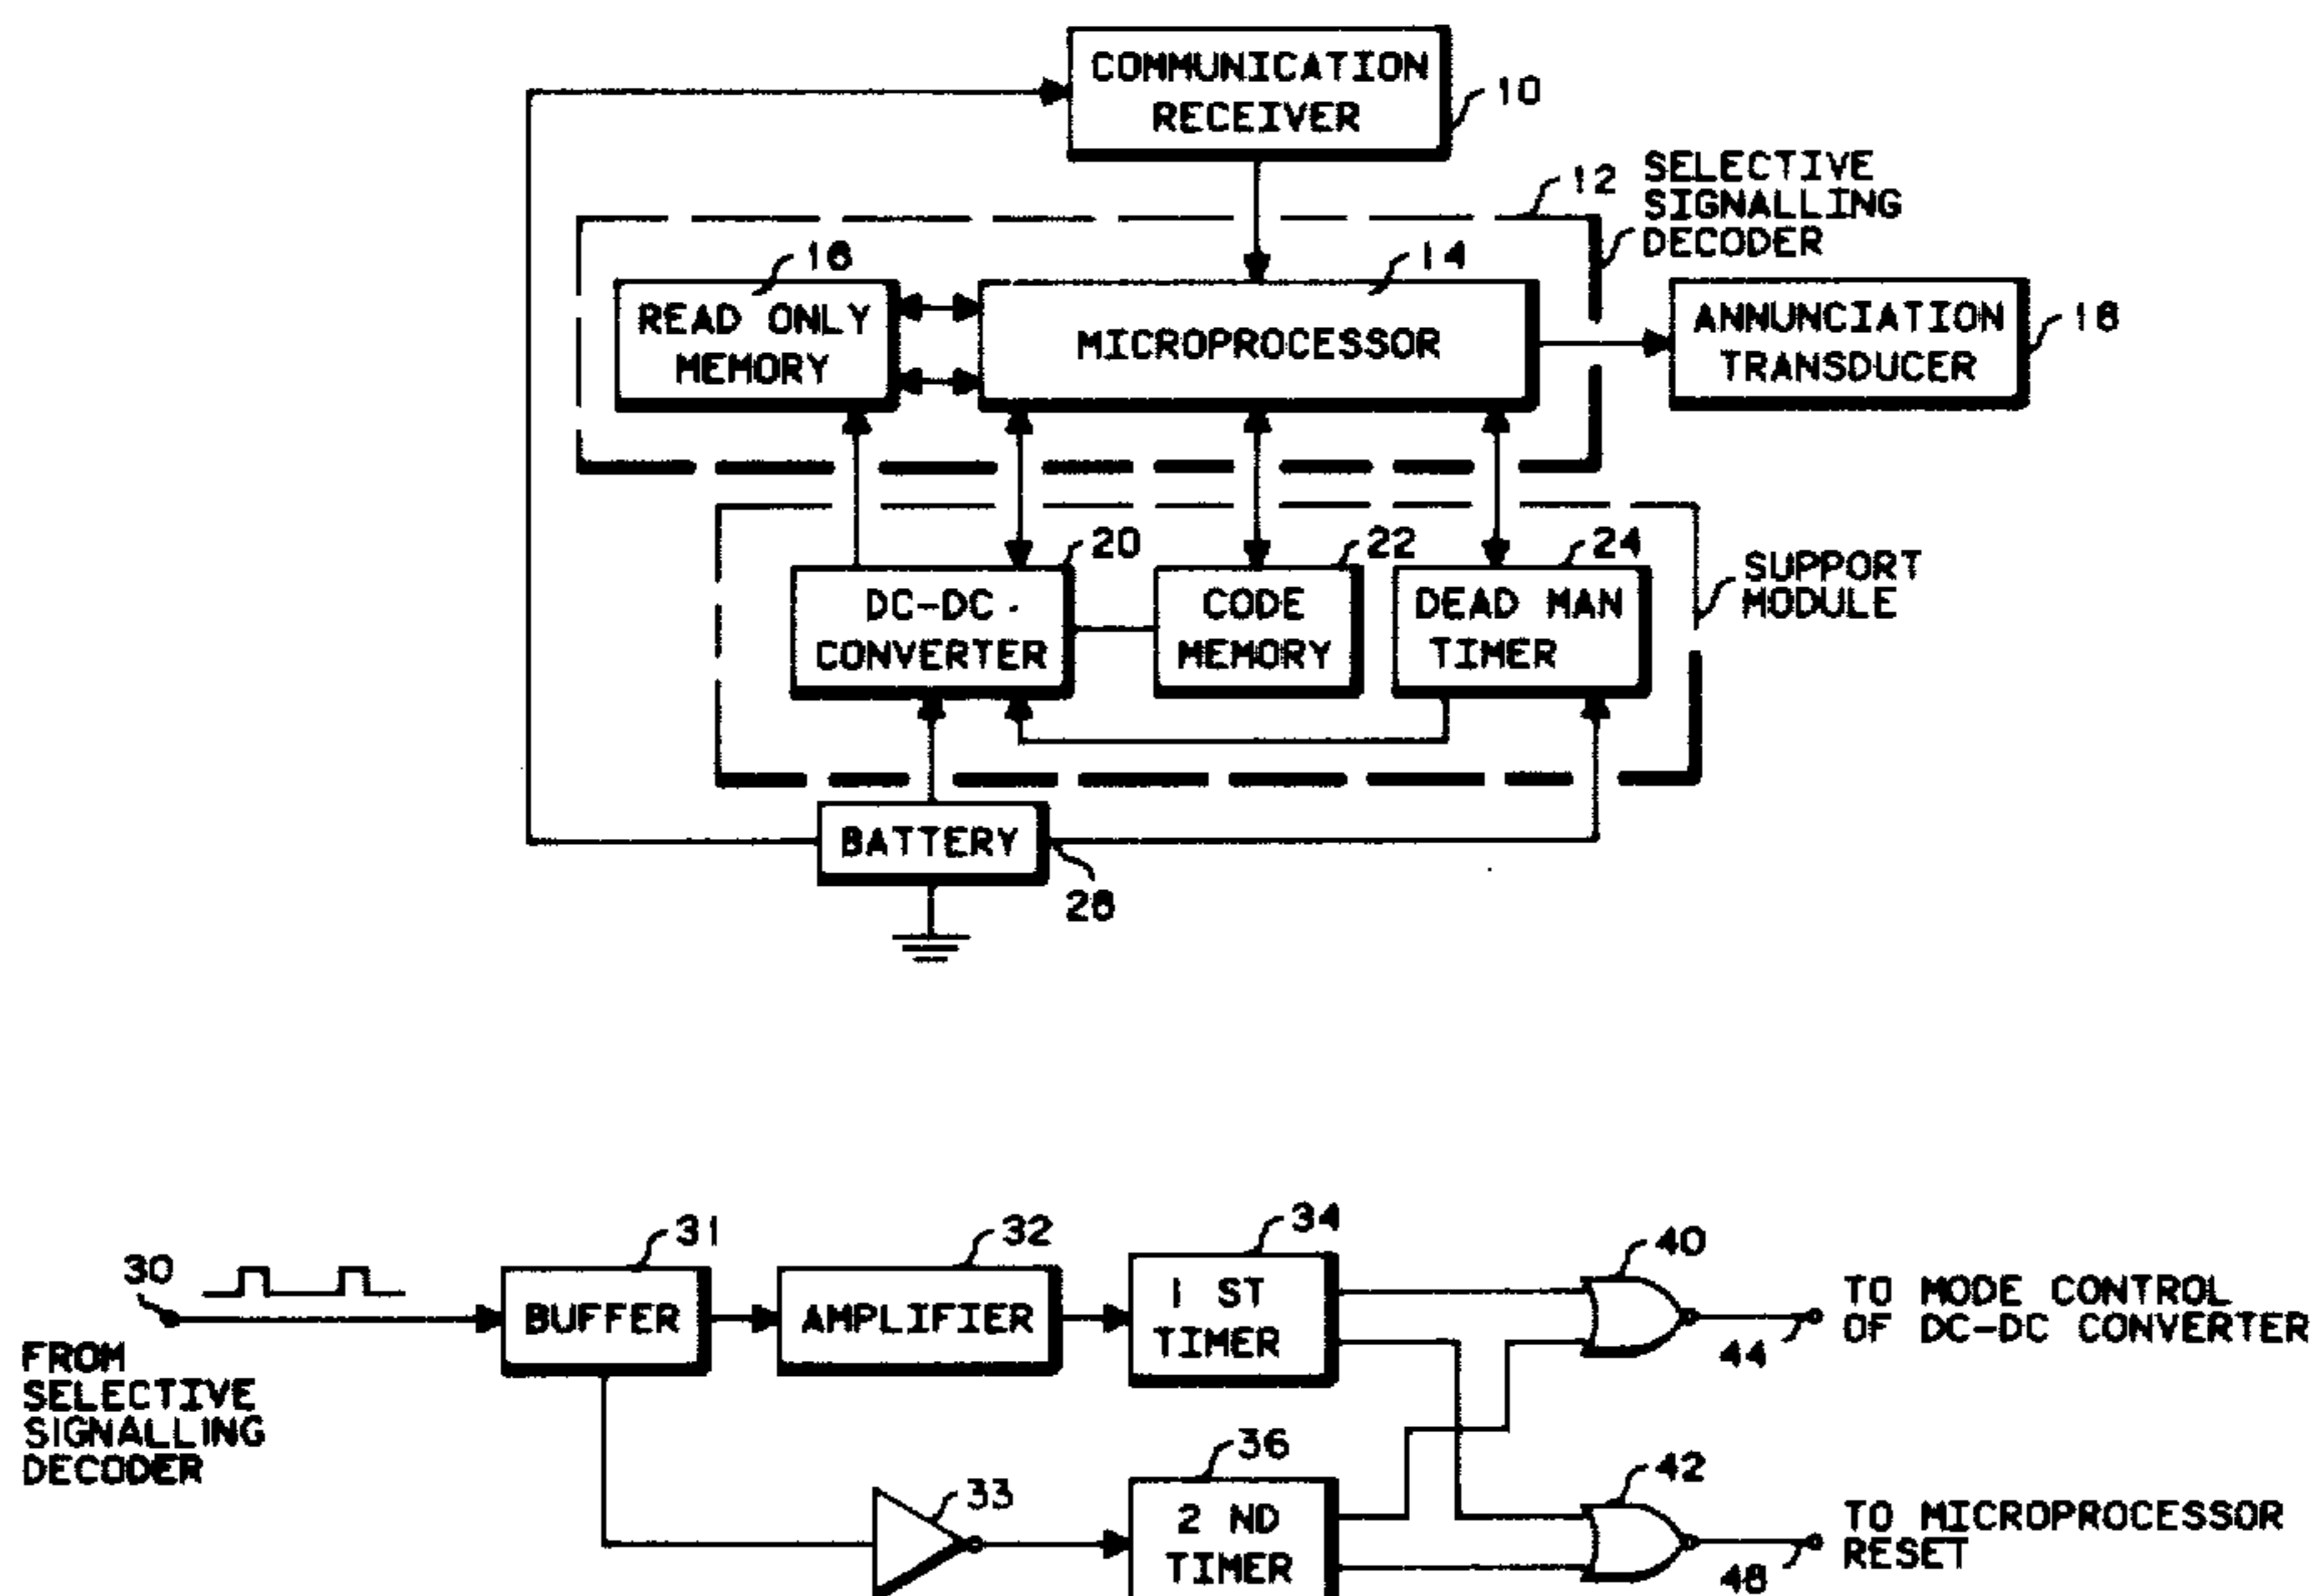 COMMUNICATION
RECEIVER
10
12
SELECTIVE
SIGNALLING
DECODER
16
14
READ ONLY
MEMORY
MICROPROCESSOR
ANNUNCIATION
TRANSDUCER
18
20
22
24
DC-DC
CONVERTER
CODE
MEMORY
DEAD MAN
TIMER
SUPPORT
MODULE
BATTERY
28
30
31
32
34
40
BUFFER
AMPLIFIER
1 ST
TIMER
TO MODE CONTROL
OF DC-DC CONVERTER
44
FROM
SELECTIVE
SIGNALLING
DECODER
33
36
42
2 ND
TIMER
TO MICROPROCESSOR
RESET